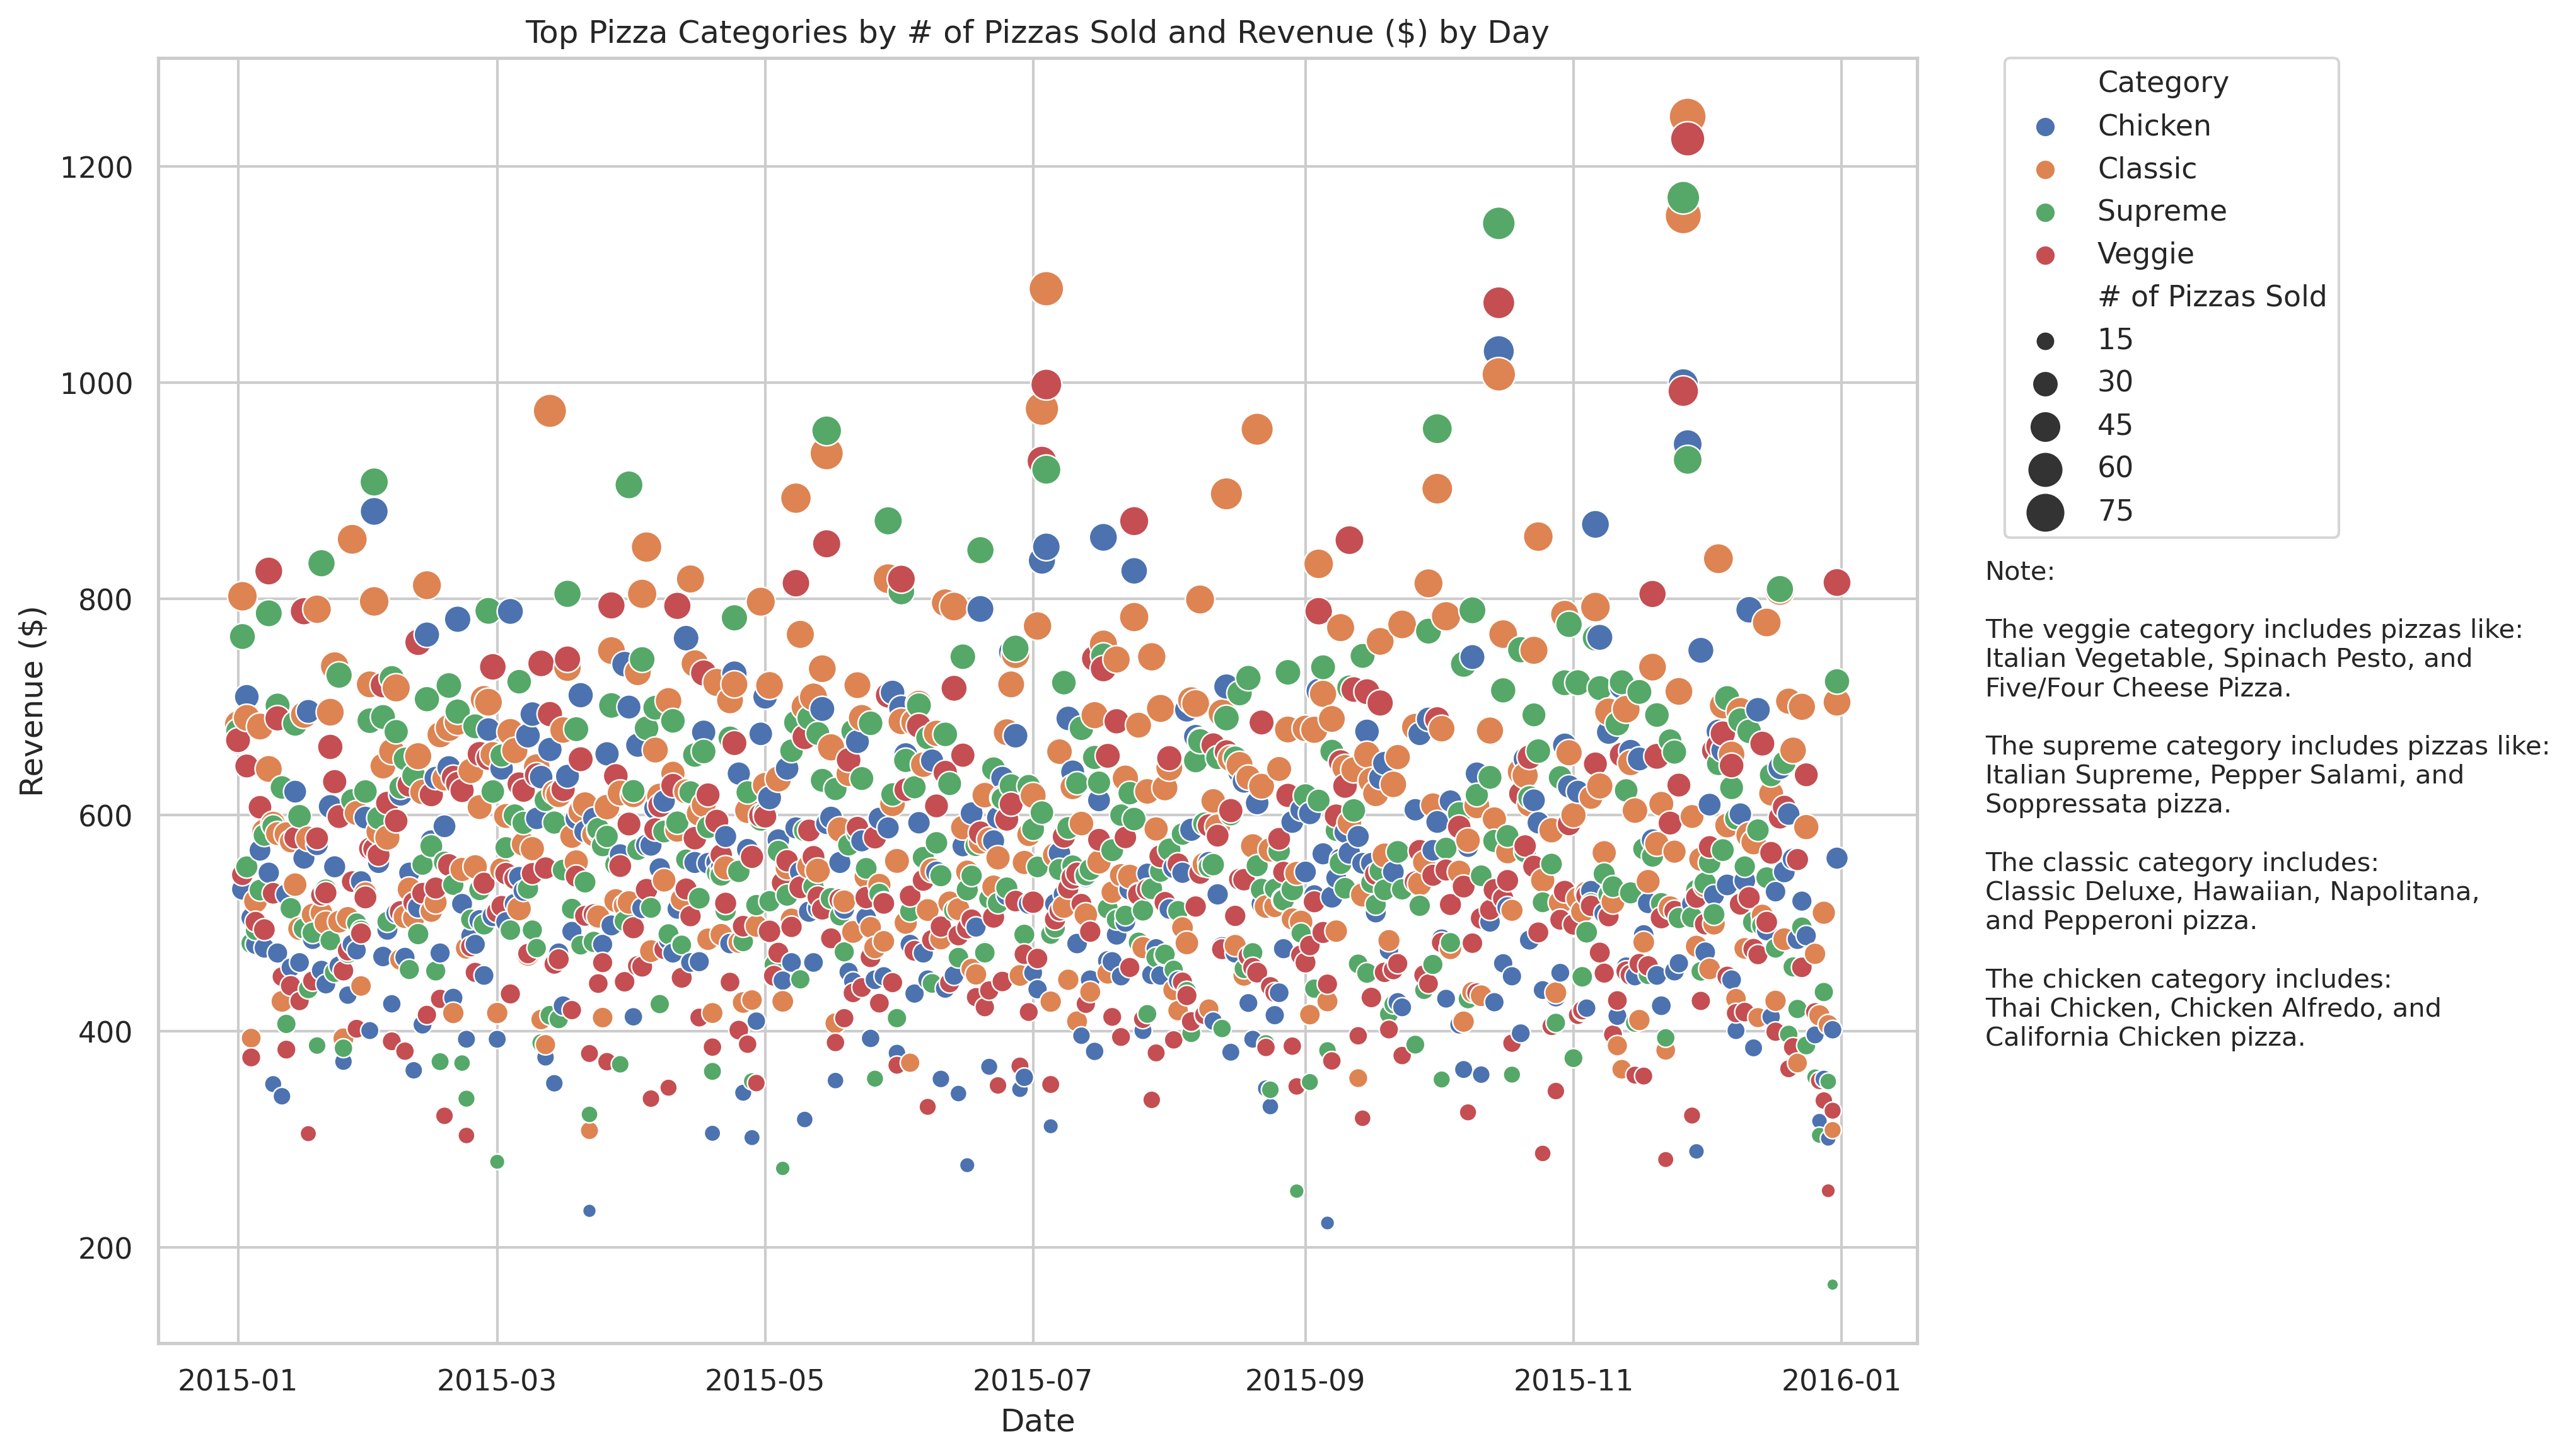 Top Pizza Categories by # of Pizzas Sold and Revenue ($) by Day
Revenue ($)
1200
1000
800
600
400
200
2015-01
2015-03
2015-05
2015-07
2015-09
2015-11
2016-01
Date
Category
Chicken
Classic
Supreme
Veggie
# of Pizzas Sold
15
30
45
60
75
Note:
The veggie category includes pizzas like:
Italian Vegetable, Spinach Pesto, and
Five/Four Cheese Pizza.
The supreme category includes pizzas like:
Italian Supreme, Pepper Salami, and
Soppressata pizza.
The classic category includes:
Classic Deluxe, Hawaiian, Napolitana,
and Pepperoni pizza.
The chicken category includes:
Thai Chicken, Chicken Alfredo, and
California Chicken pizza.